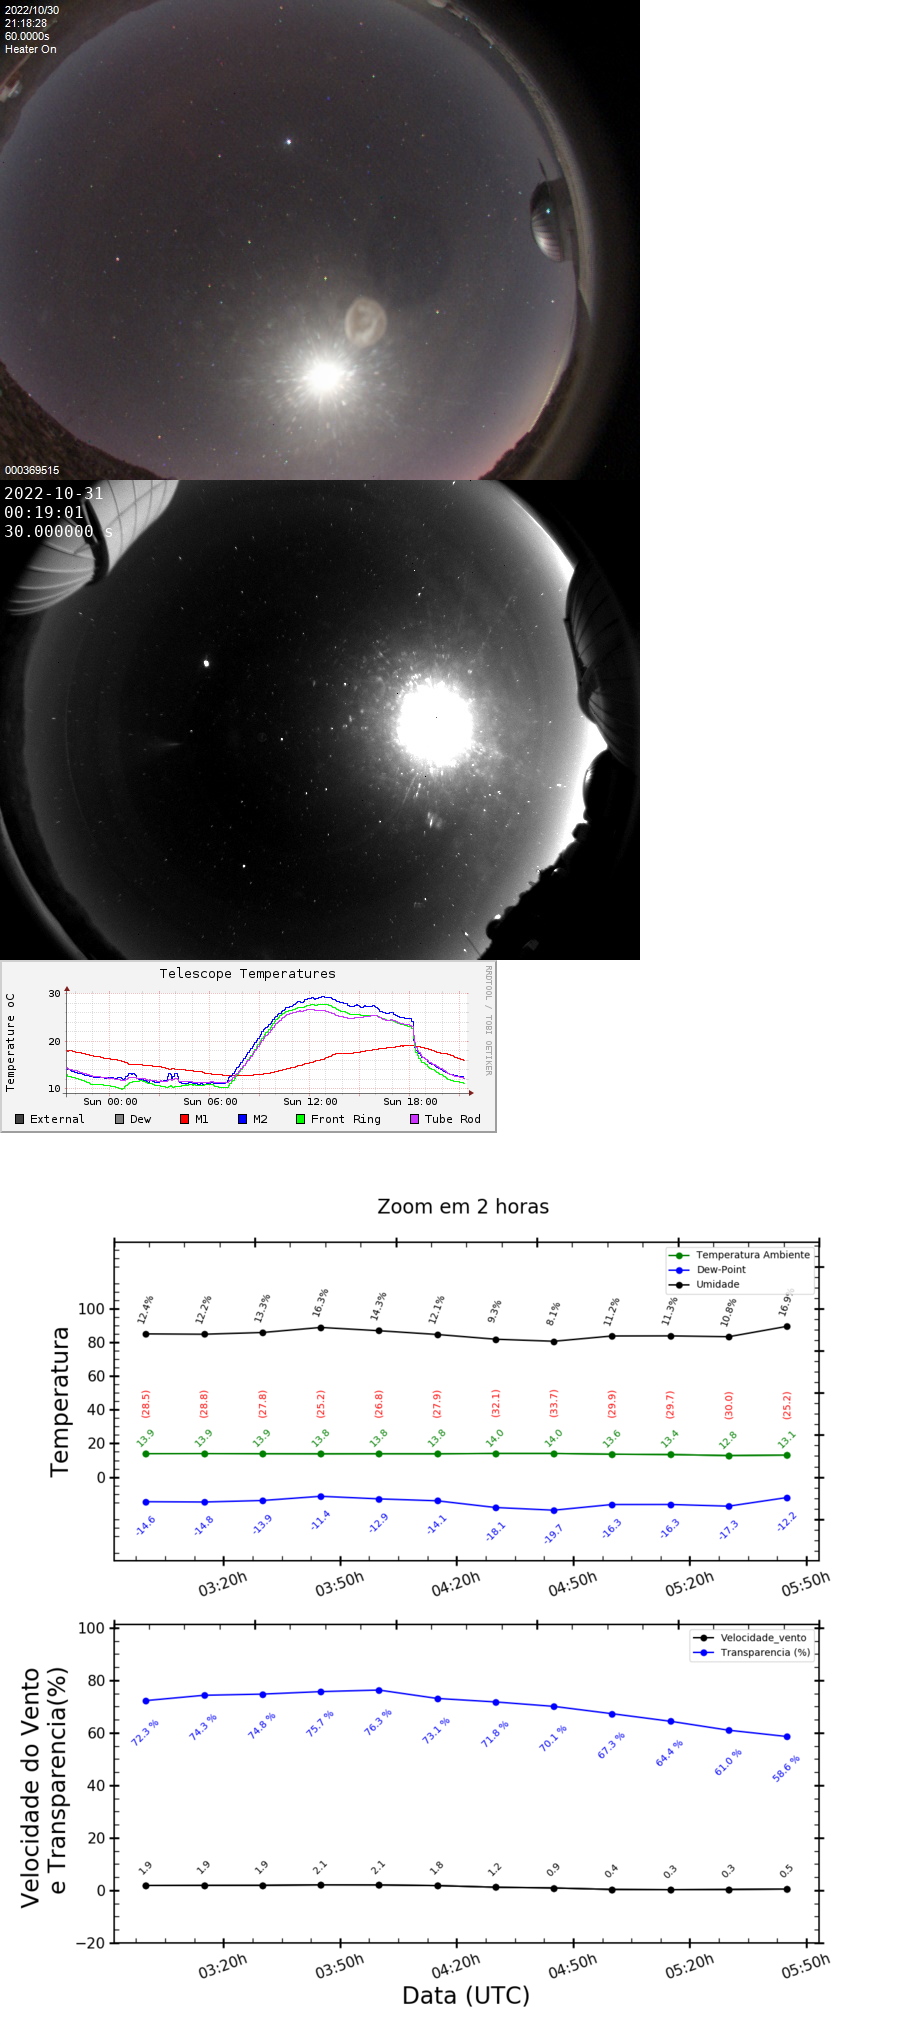 2022/10/30
21:18:28
60.0000s
Heater On
000369515
2022-10-31
00:19:01
30.000000 s
Telescope Temperatures
Temperature oC
30
20
10
Sun 00:00 Sun 06:00 Sun 12:00 Sun 18:00
External Dew M1 M2 Front Ring Tube Rod
RRDTOOL / TOBI OETIKER
Zoom em 2 horas
Temperatura Ambiente
Dew-Point
Umidade
Temperatura
100
80
60
40
20
0
12.4% 12.2% 13.3% 16.3% 14.3% 12.1% 9.3% 8.1% 11.2% 11.3% 10.8% 16.9%
(28.5) (28.8) (27.8) (25.2) (26.8) (27.9) (32.1) (33.7) (29.9) (29.7) (30.0) (25.2)
13.9 13.9 13.9 13.8 13.8 13.8 14.0 14.0 13.6 13.4 12.8 13.1
-14.6 -14.8 -13.9 -11.4 -12.9 -14.1 -18.1 -19.7 -16.3 -16.3 -17.3 -12.2
03:20h 03:50h 04:20h 04:50h 05:20h 05:50h
Velocidade_vento
Transparencia (%)
Velocidade do Vento
e Transparencia(%)
100
80
60
40
20
0
−20
72.3 % 74.3 % 74.8 % 75.7 % 76.3 % 73.1 % 71.8 % 70.1 % 67.3 % 64.4 % 61.0 % 58.6 %
1.9 1.9 1.9 2.1 2.1 1.8 1.2 0.9 0.4 0.3 0.3 0.5
03:20h 03:50h 04:20h 04:50h 05:20h 05:50h
Data (UTC)